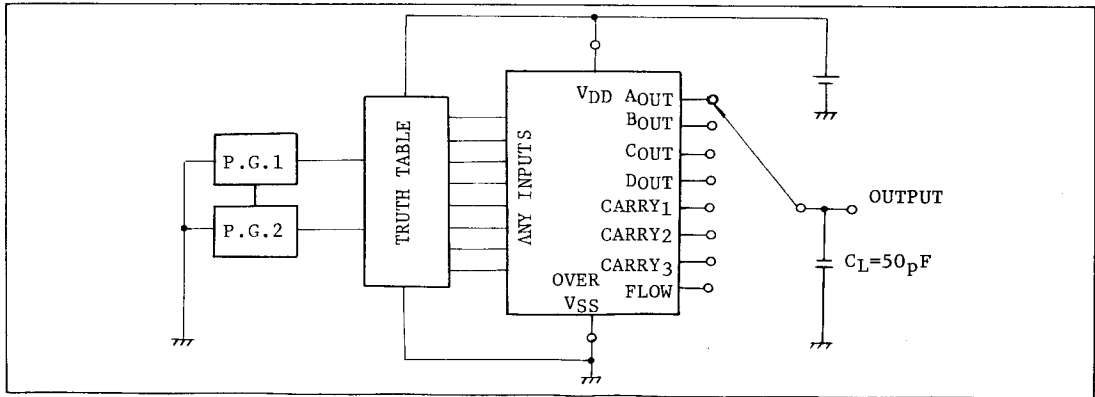 P.G.1
P.G.2
TRUTH TABLE
ANY INPUTS
VDD
AOUT
BOUT
COUT
DOUT
CARRY1
CARRY2
CARRY3
OVER
FLOW
VSS
OUTPUT
CL=50pF